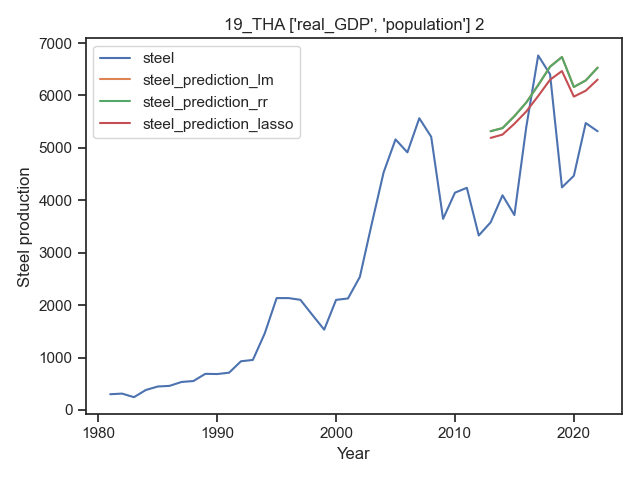 19_THA ['real_GDP', 'population'] 2
steel
steel_prediction_lm
steel_prediction_rr
steel_prediction_lasso
Steel production
7000
6000
5000
4000
3000
2000
1000
0
1980
1990
2000
2010
2020
Year